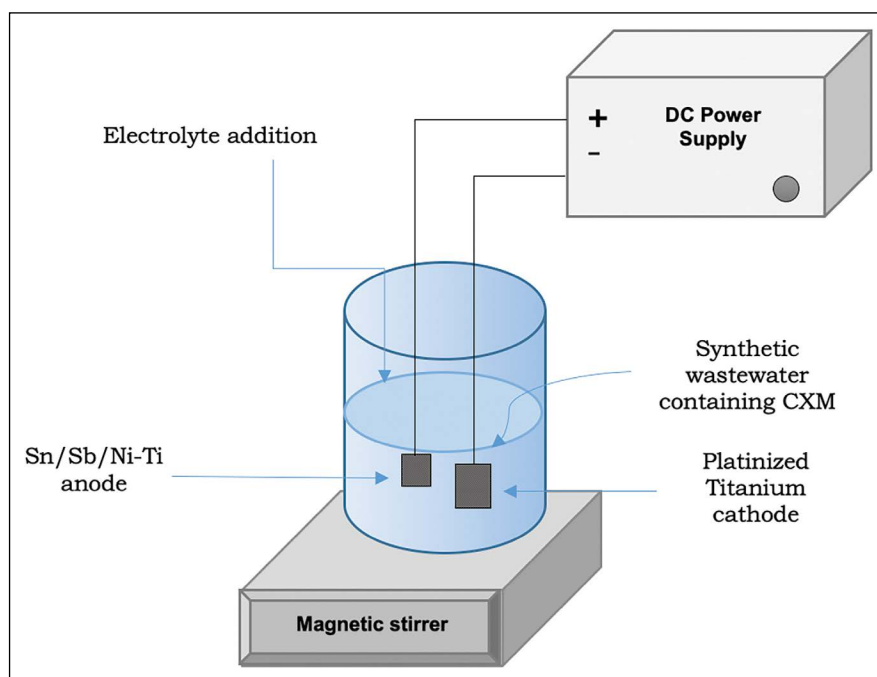 DC Power
Supply
+
-
Electrolyte addition
Synthetic
wastewater
containing CXM
Sn/Sb/Ni-Ti
anode
Platinized
Titanium
cathode
Magnetic stirrer